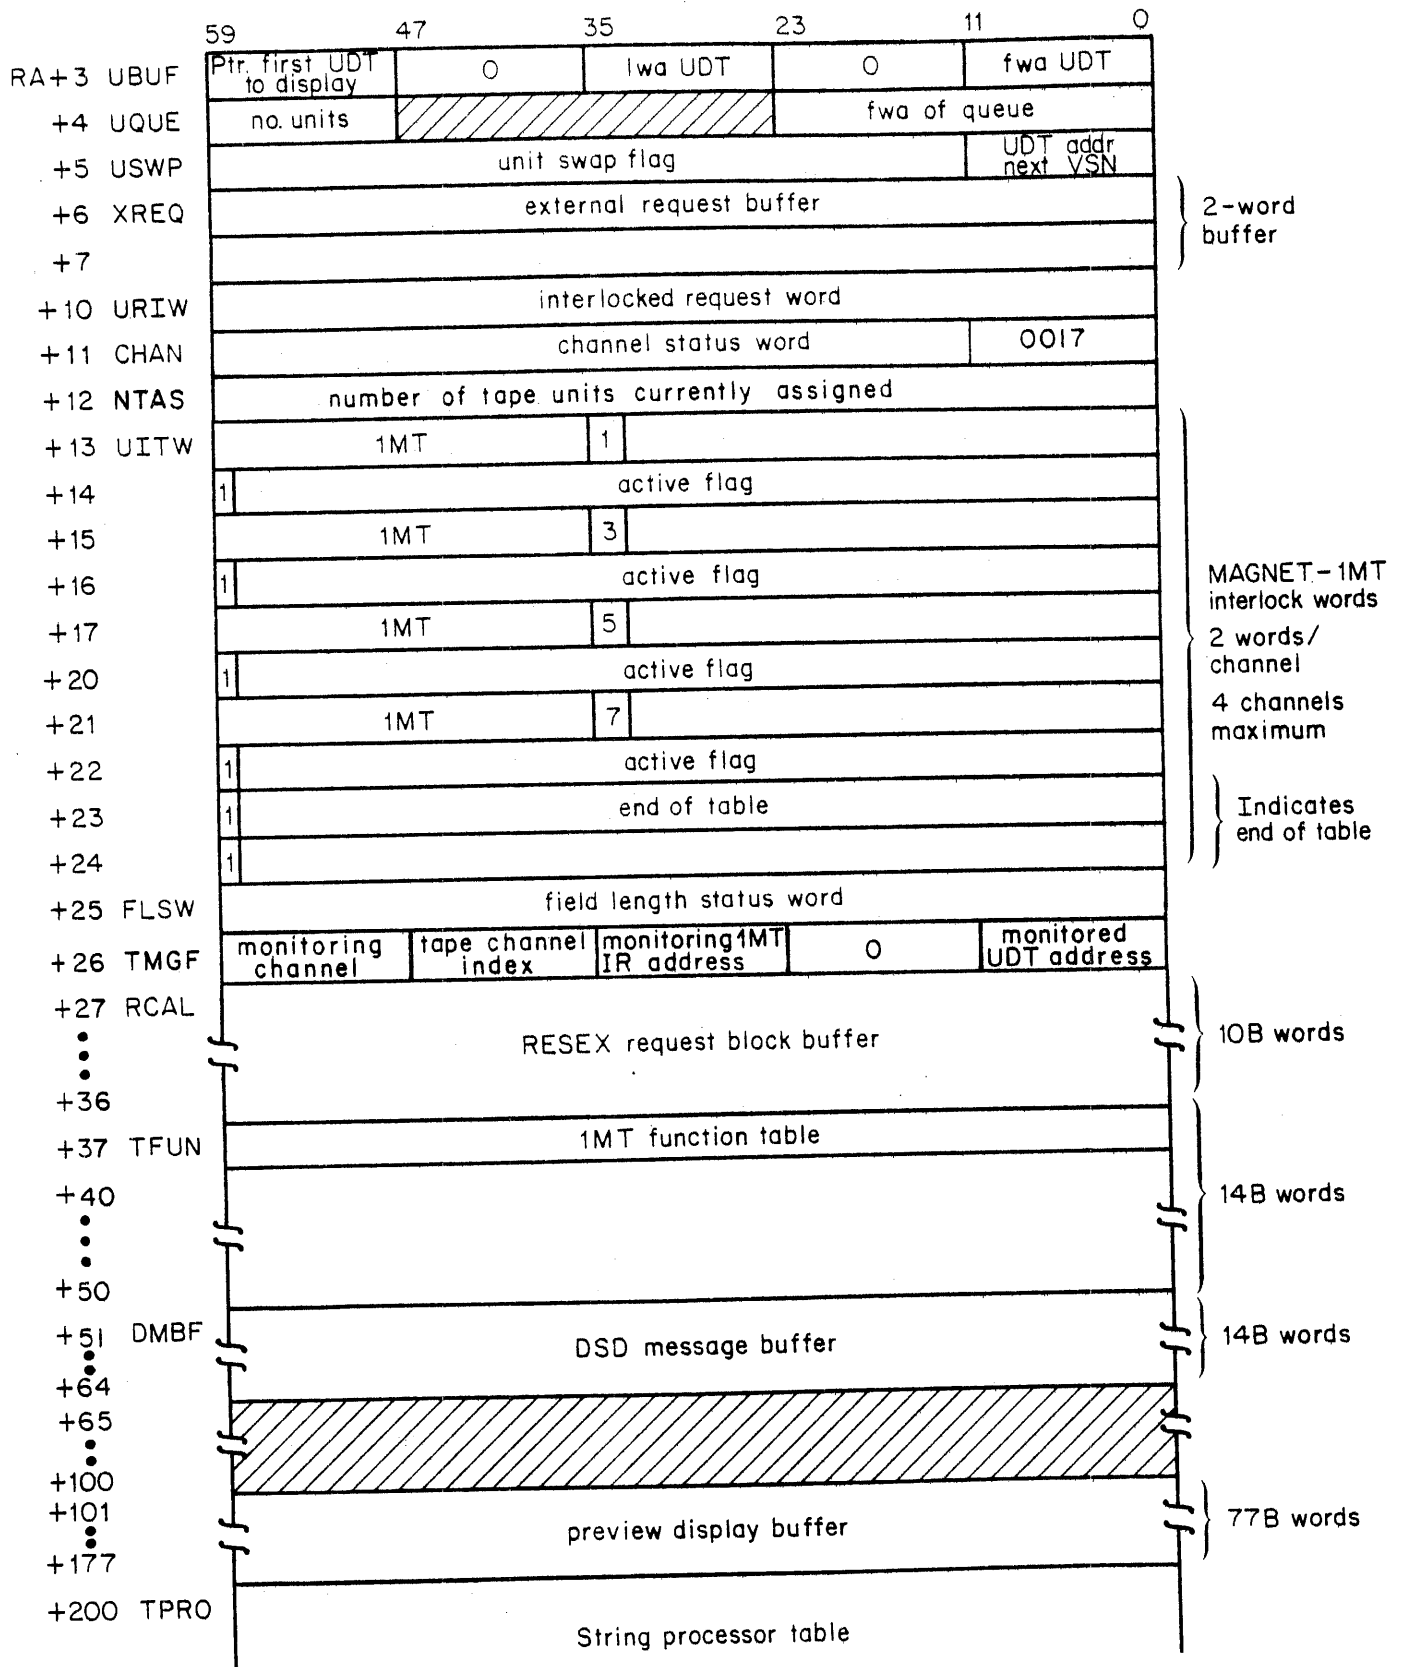 59 47 35 23 11 0
RA+3 UBUF Ptr. first UDT to display 0 lwa UDT 0 fwa UDT
+4 UQUE no. units fwa of queue
+5 USWP unit swap flag UDT addr next VSN
+6 XREQ external request buffer
2-word
buffer
+7
+10 URIW interlocked request word
+11 CHAN channel status word 0017
+12 NTAS number of tape units currently assigned
+13 UITW 1MT 1
+14 1 active flag
+15 1MT 3
+16 1 active flag
MAGNET-1MT
interlock words
+17 1MT 5
2 words/
channel
+20 1 active flag
+21 1MT 7
4 channels
maximum
+22 1 active flag
+23 1 end of table
Indicates
end of table
+24 1
+25 FLSW field length status word
+26 TMGF monitoring channel tape channel index monitoring 1MT IR address 0 monitored UDT address
+27 RCAL
RESEX request block buffer 10B words
+36
+37 TFUN 1MT function table
+40 14B words
+50
+51 DMBF DSD message buffer 14B words
+64
+65
+100
+101
preview display buffer 77B words
+177
+200 TPRO
String processor table